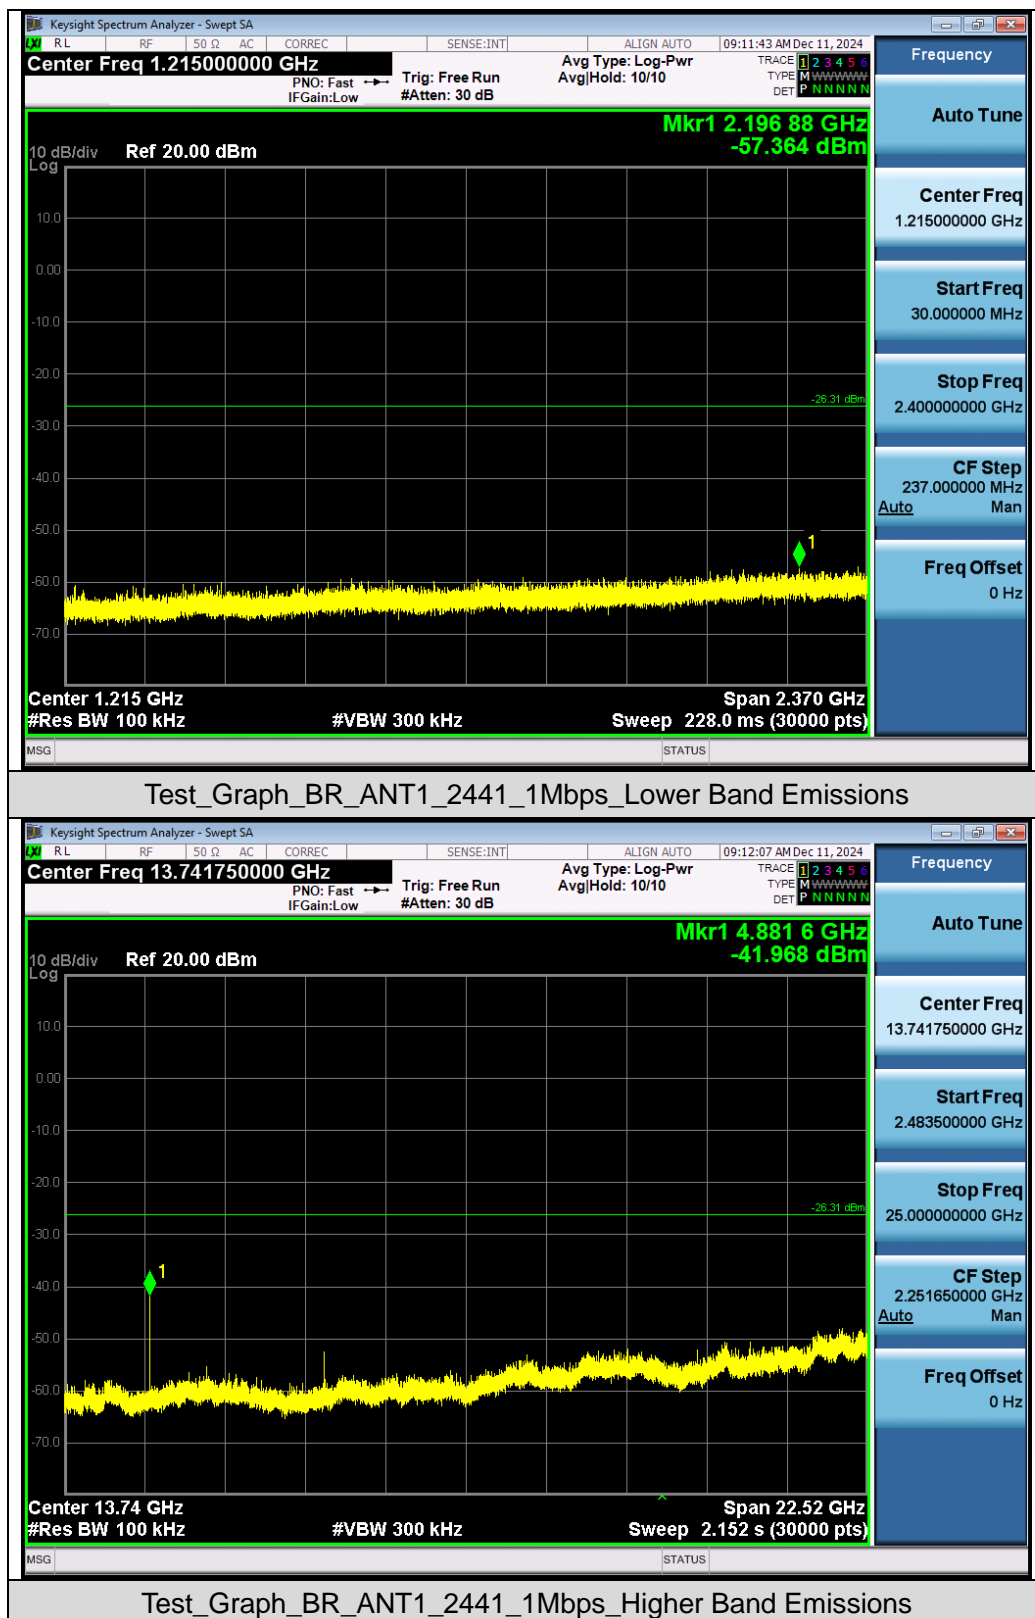 Keysight Spectrum Analyzer - Swept SA
LXI RL RF 50 Ω AC CORREC SENSE:INT ALIGN AUTO 09:11:43 AM Dec 11, 2024
Center Freq 1.215000000 GHz
PNO: Fast
IFGain:Low
Trig: Free Run
#Atten: 30 dB
Avg Type: Log-Pwr
Avg|Hold: 10/10
TRACE 1 2 3 4 5 6
TYPE M WWWWW
DET P N N N N N
Mkr1 2.196 88 GHz
-57.364 dBm
10 dB/div Ref 20.00 dBm
Log
10.0
0.00
-10.0
-20.0
-26.31 dBm
-30.0
-40.0
-50.0
1
-60.0
-70.0
Center 1.215 GHz Span 2.370 GHz
#Res BW 100 kHz #VBW 300 kHz Sweep 228.0 ms (30000 pts)
MSG STATUS
Frequency
Auto Tune
Center Freq
1.215000000 GHz
Start Freq
30.000000 MHz
Stop Freq
2.400000000 GHz
CF Step
237.000000 MHz
Auto Man
Freq Offset
0 Hz
Test_Graph_BR_ANT1_2441_1Mbps_Lower Band Emissions
Keysight Spectrum Analyzer - Swept SA
LXI RL RF 50 Ω AC CORREC SENSE:INT ALIGN AUTO 09:12:07 AM Dec 11, 2024
Center Freq 13.741750000 GHz
PNO: Fast
IFGain:Low
Trig: Free Run
#Atten: 30 dB
Avg Type: Log-Pwr
Avg|Hold: 10/10
TRACE 1 2 3 4 5 6
TYPE M WWWWW
DET P N N N N N
Mkr1 4.881 6 GHz
-41.968 dBm
10 dB/div Ref 20.00 dBm
Log
10.0
0.00
-10.0
-20.0
-26.31 dBm
-30.0
1
-40.0
-50.0
-60.0
-70.0
Center 13.74 GHz Span 22.52 GHz
#Res BW 100 kHz #VBW 300 kHz Sweep 2.152 s (30000 pts)
MSG STATUS
Frequency
Auto Tune
Center Freq
13.741750000 GHz
Start Freq
2.483500000 GHz
Stop Freq
25.000000000 GHz
CF Step
2.251650000 GHz
Auto Man
Freq Offset
0 Hz
Test_Graph_BR_ANT1_2441_1Mbps_Higher Band Emissions